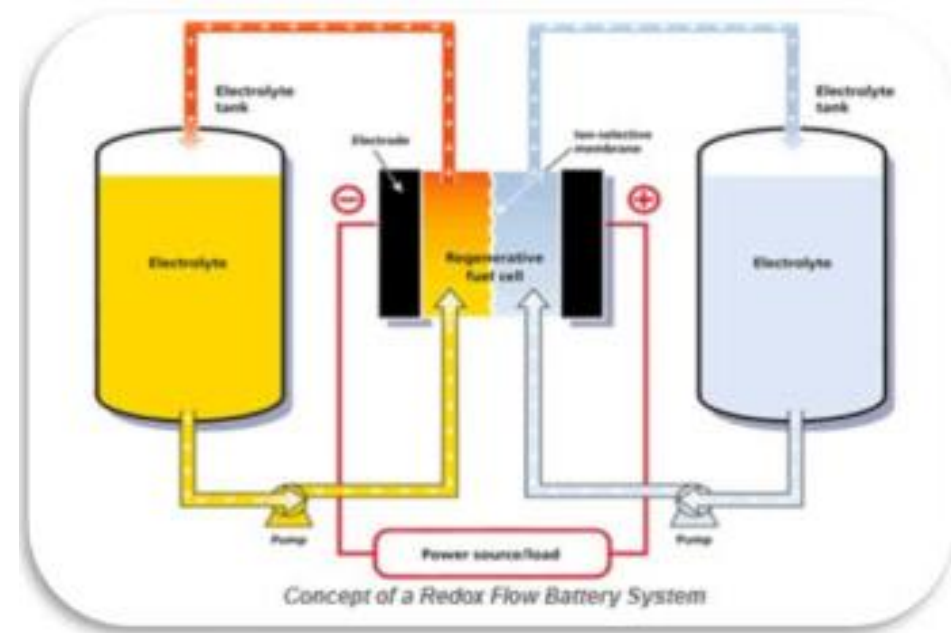 Electrolyte
tank
Electrolyte
tank
Electrode
Ion-selective
membrane
−
+
Electrolyte
Regenerative
fuel cell
Electrolyte
Pump
Pump
Power source/load
Concept of a Redox Flow Battery System